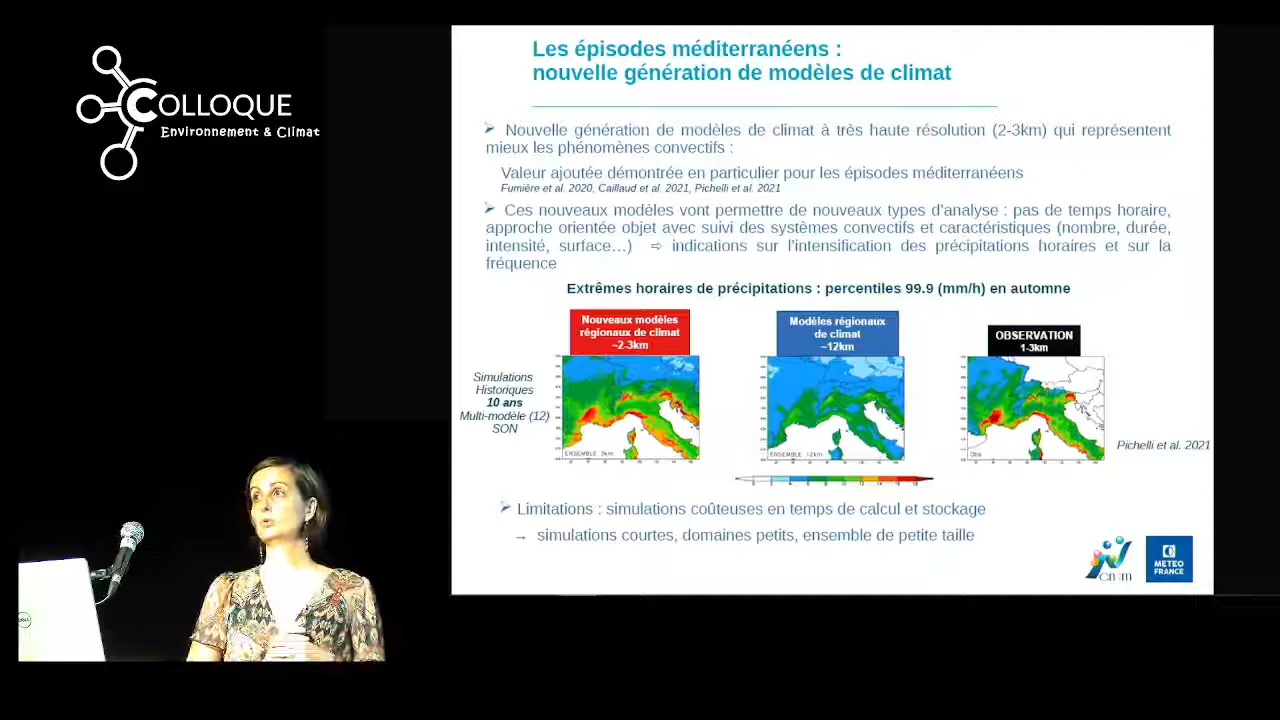 COLLOQUE
Environnement & Climat
Les épisodes méditerranéens :
nouvelle génération de modèles de climat
Nouvelle génération de modèles de climat à très haute résolution (2-3km) qui représentent
mieux les phénomènes convectifs :
Valeur ajoutée démontrée en particulier pour les épisodes méditerranéens
Fumière et al. 2020, Caillaud et al. 2021, Pichelli et al. 2021
Ces nouveaux modèles vont permettre de nouveaux types d'analyse : pas de temps horaire,
approche orientée objet avec suivi des systèmes convectifs et caractéristiques (nombre, durée,
intensité, surface…) ⇨ indications sur l'intensification des précipitations horaires et sur la
fréquence
Extrêmes horaires de précipitations : percentiles 99.9 (mm/h) en automne
Nouveaux modèles
régionaux de climat
~2-3km
Modèles régionaux
de climat
~12km
OBSERVATION
1-3km
Simulations
Historiques
10 ans
Multi-modèle (12)
SON
ENSEMBLE 3km
ENSEMBLE 12km
Obs
Pichelli et al. 2021
Limitations : simulations coûteuses en temps de calcul et stockage
→ simulations courtes, domaines petits, ensemble de petite taille
METEO
FRANCE